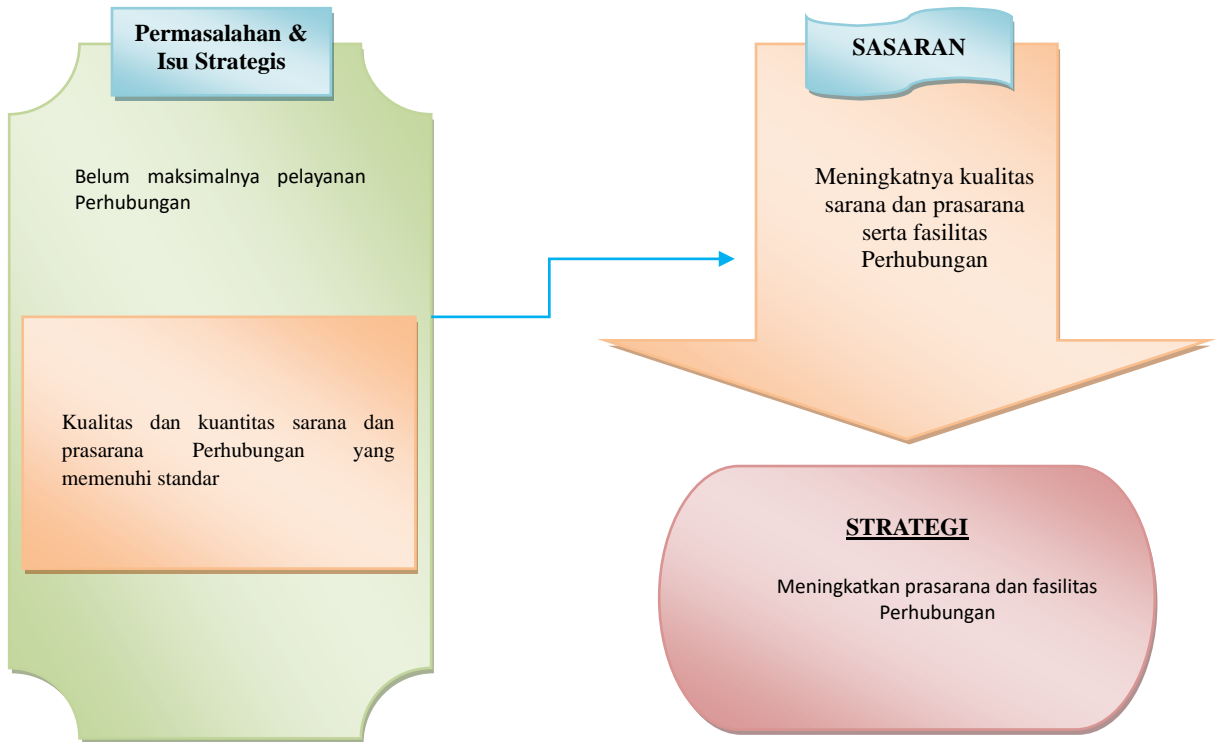 Permasalahan &
Isu Strategis
Belum maksimalnya pelayanan
Perhubungan
Kualitas dan kuantitas sarana dan
prasarana Perhubungan yang
memenuhi standar
SASARAN
Meningkatnya kualitas
sarana dan prasarana
serta fasilitas
Perhubungan
STRATEGI
Meningkatkan prasarana dan fasilitas
Perhubungan